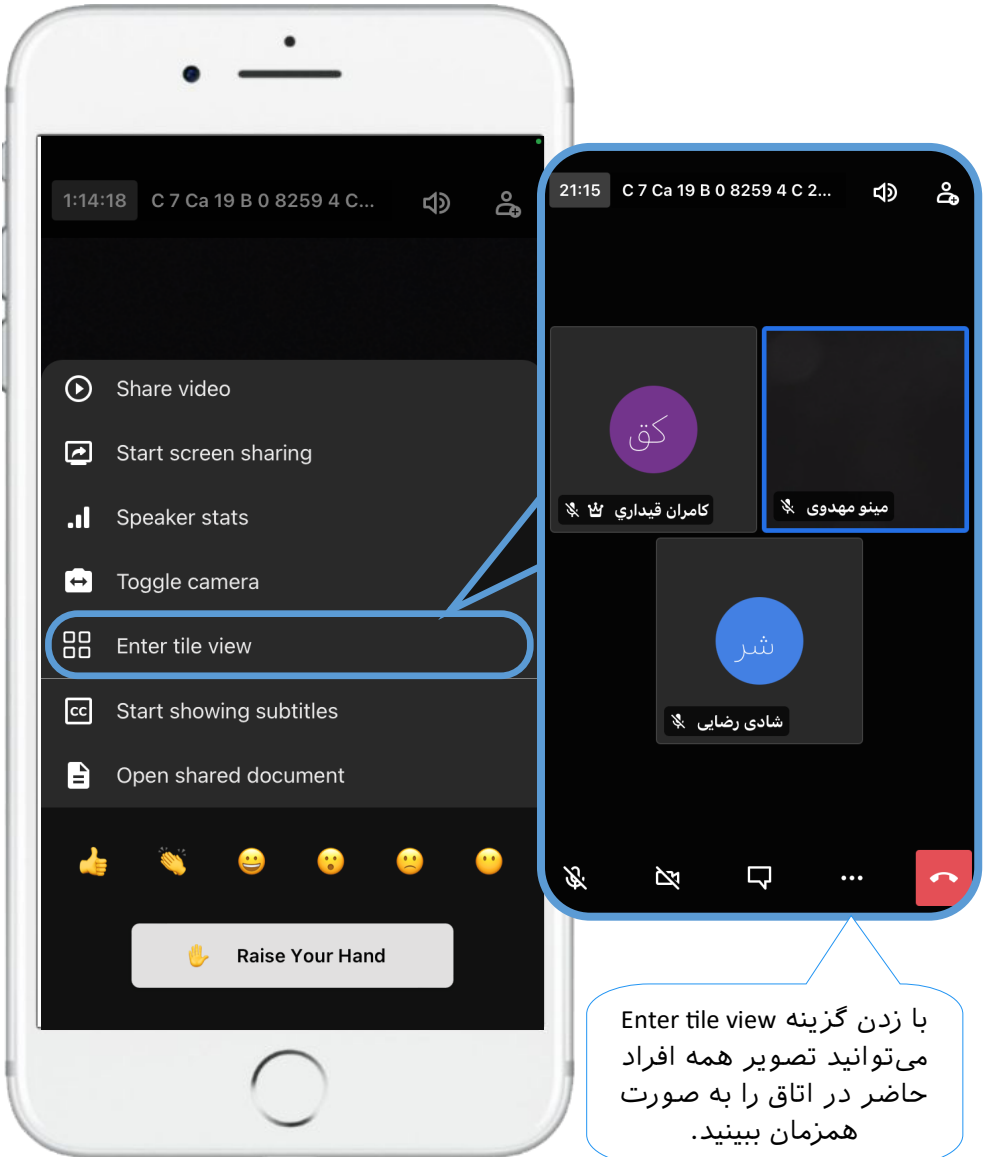 1:14:18 C 7 Ca 19 B 0 8259 4 C...
Share video
Start screen sharing
Speaker stats
Toggle camera
Enter tile view
CC Start showing subtitles
Open shared document
Raise Your Hand
21:15 C 7 Ca 19 B 0 8259 4 C 2...
کق
کامران قيداري
مینو مهدوی
شر
شادی رضایی
با زدن گزینه Enter tile view
می‌توانید تصویر همه افراد
حاضر در اتاق را به صورت
همزمان ببینید.